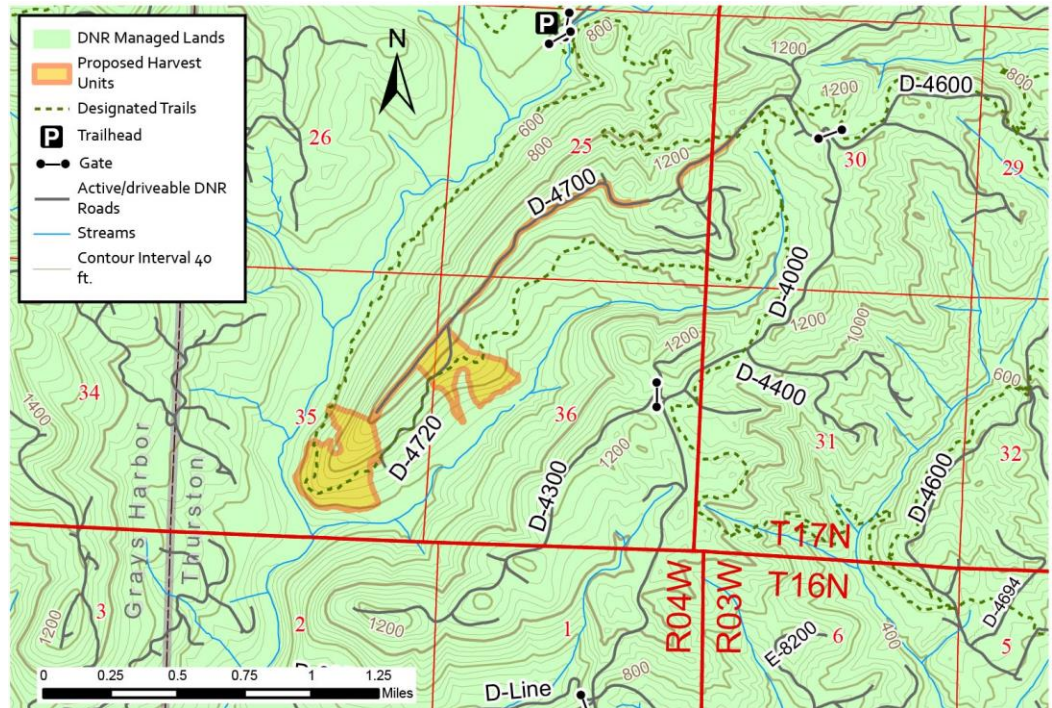 DNR Managed Lands
Proposed Harvest
Units
Designated Trails
P
Trailhead
Gate
Active/driveable DNR
Roads
Streams
Contour Interval 40
ft.
N
P
800
1200
D-4600
800
26
600
800
25
1200
30
29
D-4700
D-4000
1200
1200
1000
34
1400
35
36
D-4400
600
31
32
D-4720
1200
D-4300
D-4600
Grays Harbor
Thurston
T17N
T16N
R04W
R03W
3
1200
2
1200
1
6
400
D-4694
5
E-8200
800
D-Line
0 0.25 0.5 0.75 1 1.25
Miles